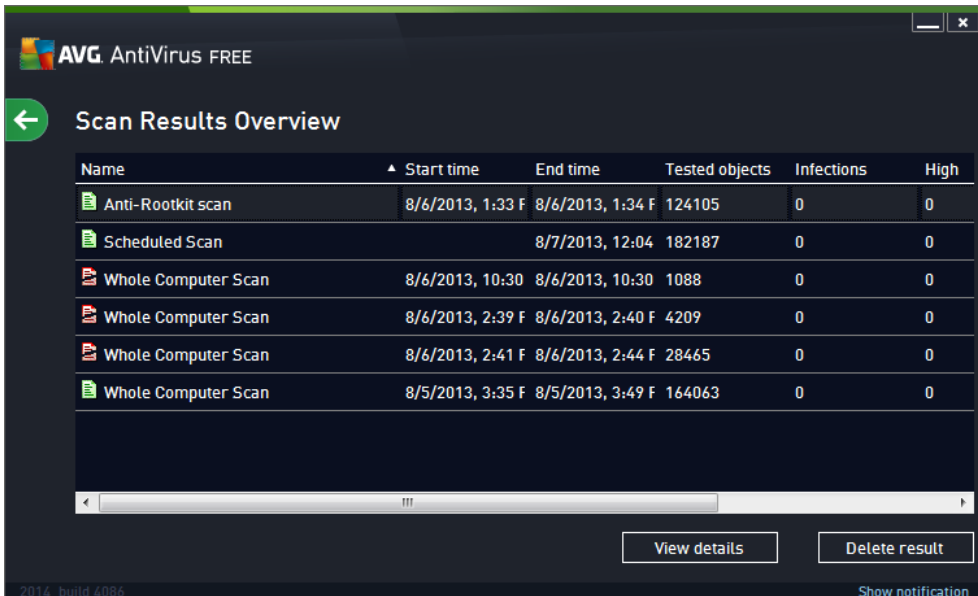 AVG. AntiVirus FREE
Scan Results Overview
Name Start time End time Tested objects Infections High
Anti-Rootkit scan 8/6/2013, 1:33 F 8/6/2013, 1:34 F 124105 0 0
Scheduled Scan 8/7/2013, 12:04 182187 0 0
Whole Computer Scan 8/6/2013, 10:30 8/6/2013, 10:30 1088 0 0
Whole Computer Scan 8/6/2013, 2:39 F 8/6/2013, 2:40 F 4209 0 0
Whole Computer Scan 8/6/2013, 2:41 F 8/6/2013, 2:44 F 28465 0 0
Whole Computer Scan 8/5/2013, 3:35 F 8/5/2013, 3:49 F 164063 0 0
View details Delete result
2014 build 4086 Show notification